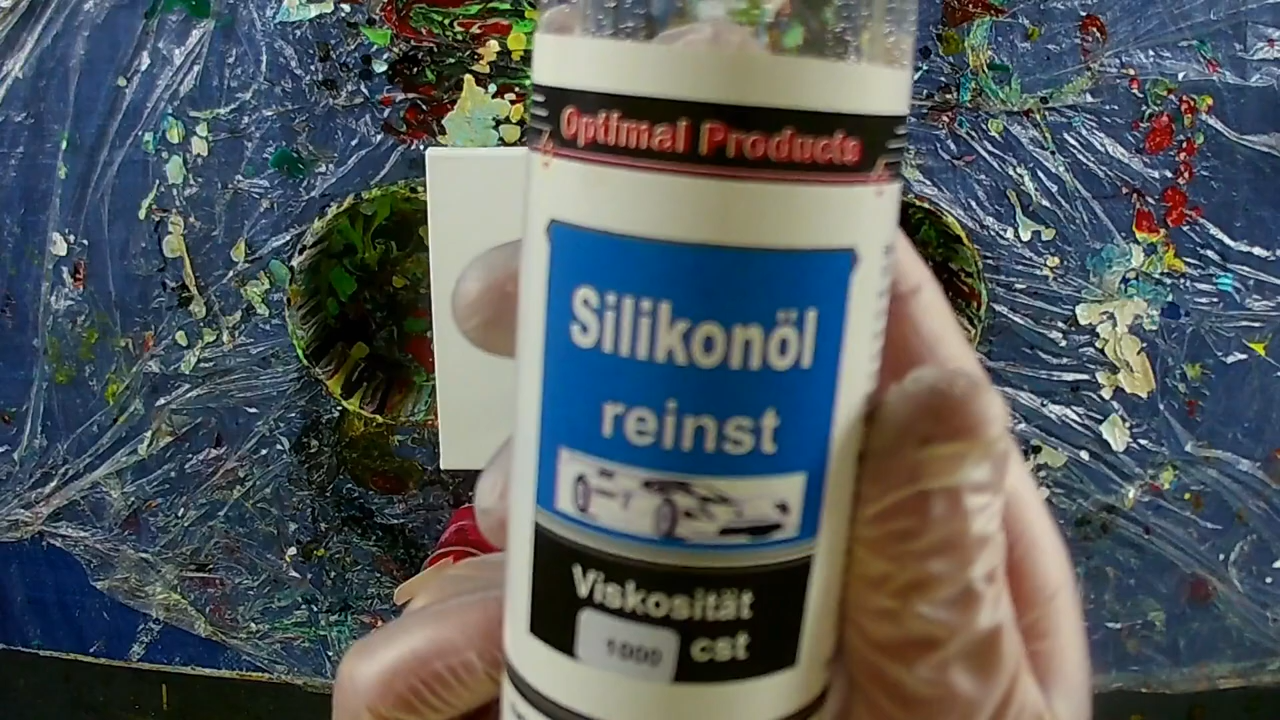 Optimal Products
Silikonöl
reinst
Viskosität
1000 cst